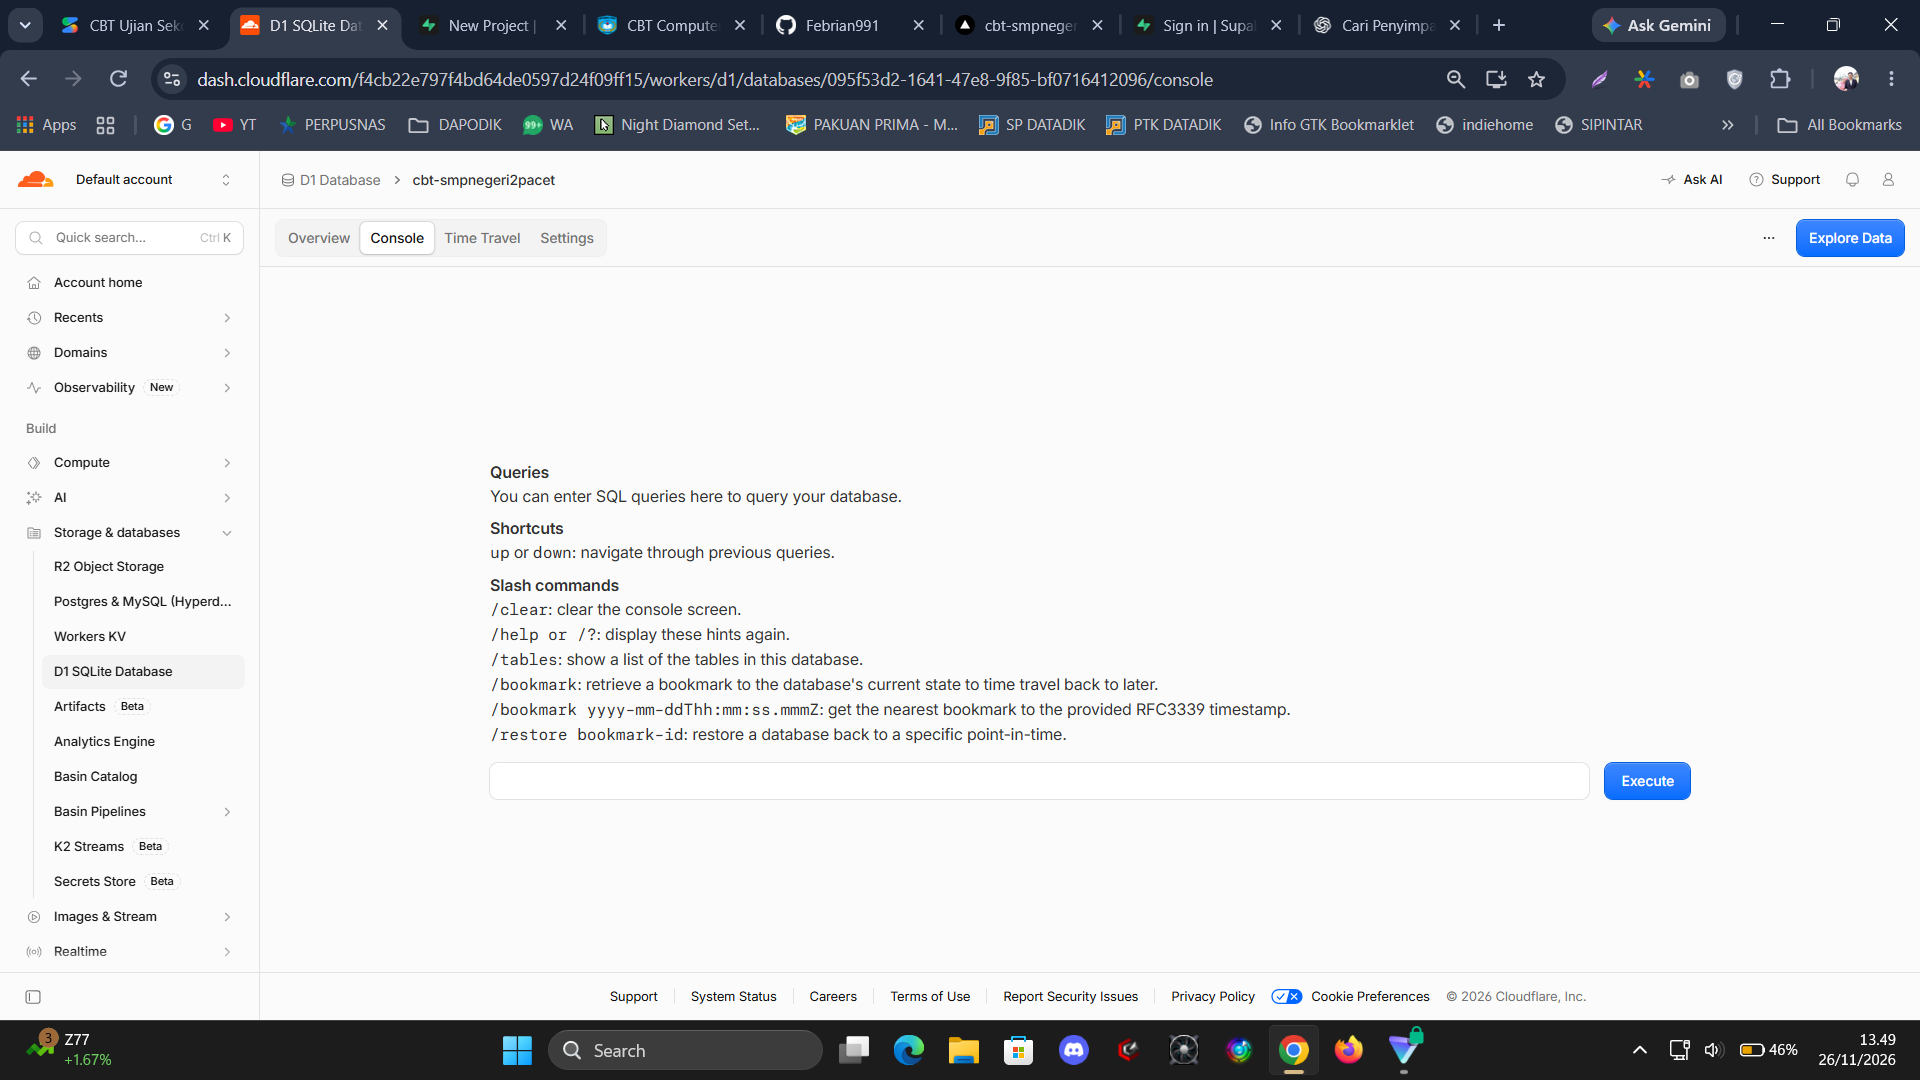 CBT Ujian Sek
D1 SQLite Dat
New Project |
CBT Compute
Febrian991
cbt-smpneger
Sign in | Supa
Cari Penyimpa
Ask Gemini
dash.cloudflare.com/f4cb22e797f4bd64de0597d24f09ff15/workers/d1/databases/095f53d2-1641-47e8-9f85-bf0716412096/console
Apps
G
YT
PERPUSNAS
DAPODIK
99+
WA
Night Diamond Set...
PAKUAN PRIMA - M...
SP DATADIK
PTK DATADIK
Info GTK Bookmarklet
indiehome
SIPINTAR
All Bookmarks
Default account
D1 Database
cbt-smpnegeri2pacet
Ask AI
Support
Quick search...
Ctrl K
Overview
Console
Time Travel
Settings
Explore Data
Account home
Recents
Domains
Observability
New
Build
Compute
AI
Storage & databases
R2 Object Storage
Postgres & MySQL (Hyperd...
Workers KV
D1 SQLite Database
Artifacts
Beta
Analytics Engine
Basin Catalog
Basin Pipelines
K2 Streams
Beta
Secrets Store
Beta
Images & Stream
Realtime
Queries
You can enter SQL queries here to query your database.
Shortcuts
up or down: navigate through previous queries.
Slash commands
/clear: clear the console screen.
/help or /?: display these hints again.
/tables: show a list of the tables in this database.
/bookmark: retrieve a bookmark to the database's current state to time travel back to later.
/bookmark yyyy-mm-ddThh:mm:ss.mmmZ: get the nearest bookmark to the provided RFC3339 timestamp.
/restore bookmark-id: restore a database back to a specific point-in-time.
Execute
Support
System Status
Careers
Terms of Use
Report Security Issues
Privacy Policy
Cookie Preferences
© 2026 Cloudflare, Inc.
3
Z77
+1.67%
Search
46%
13.49
26/11/2026